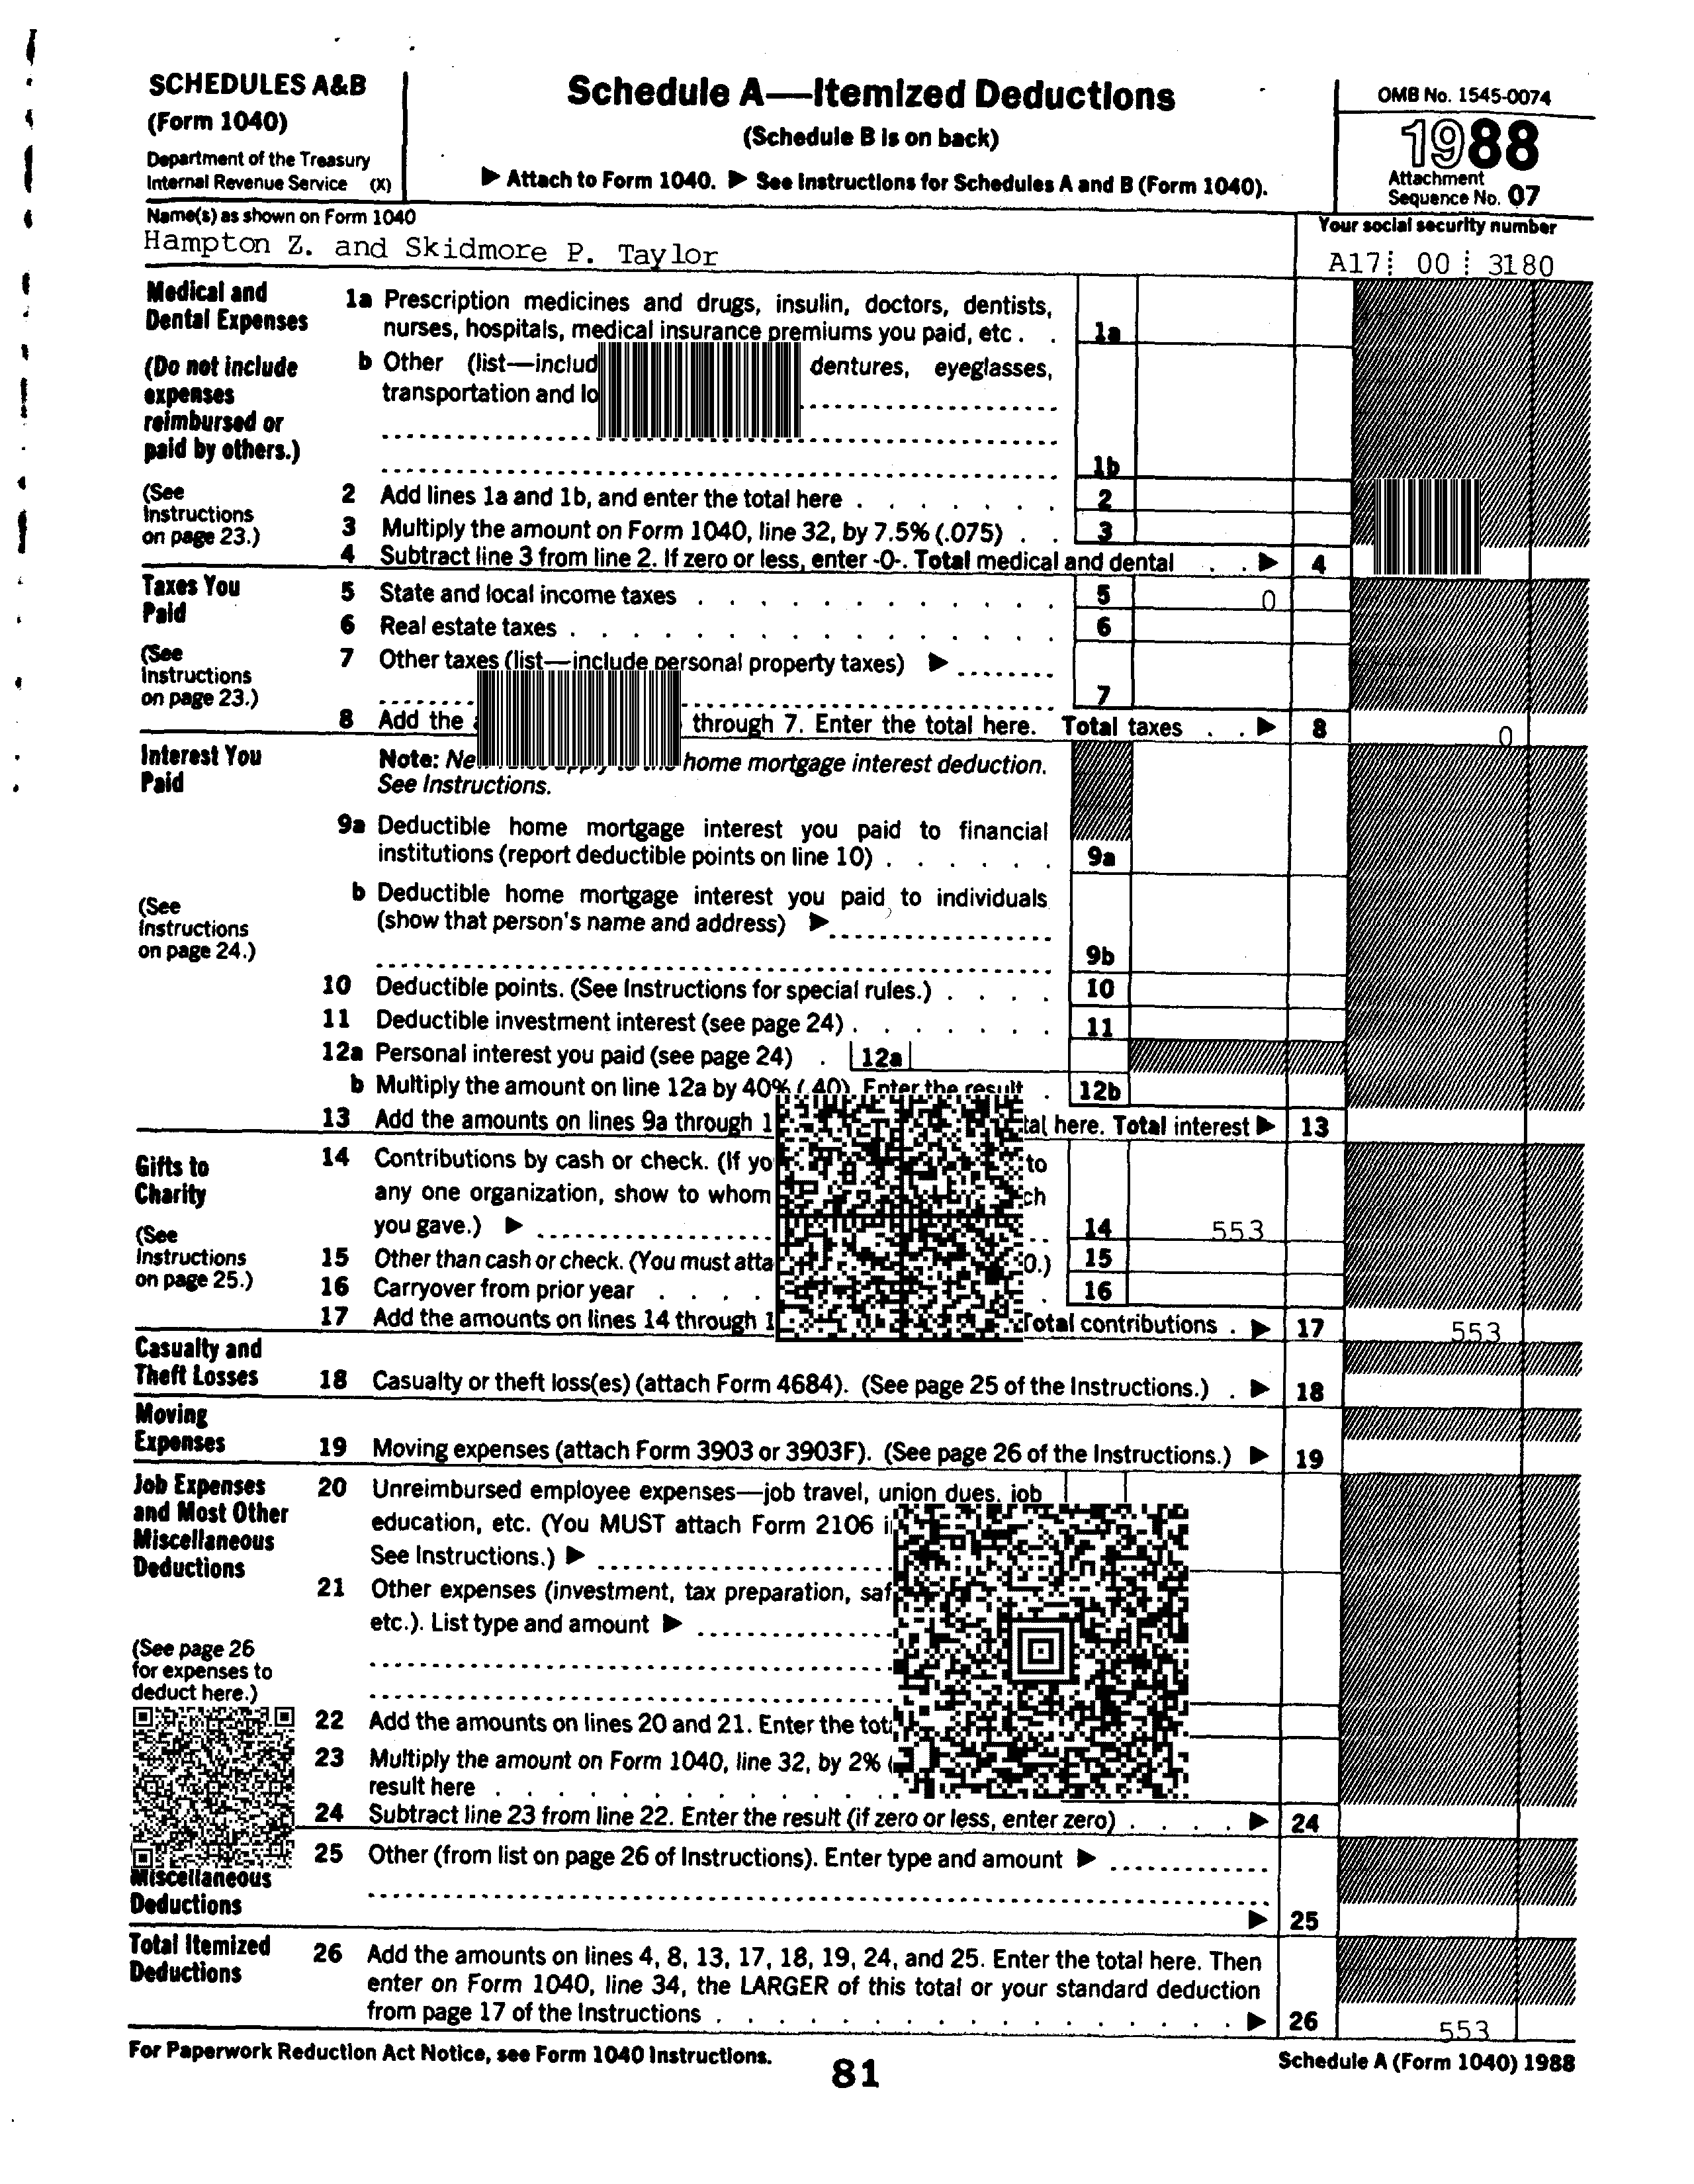 SCHEDULES A&B
(Form 1040)
Department of the Treasury
Internal Revenue Service (X)
Schedule A—Itemized Deductions
(Schedule B is on back)
▶ Attach to Form 1040. ▶ See Instructions for Schedules A and B (Form 1040).
OMB No. 1545-0074
1988
Attachment
Sequence No. 07
Name(s) as shown on Form 1040
Hampton Z. and Skidmore P. Taylor
Your social security number
A17 00 3180
Medical and
Dental Expenses
(Do not include
expenses
reimbursed or
paid by others.)
(See
Instructions
on page 23.)
1a Prescription medicines and drugs, insulin, doctors, dentists,
nurses, hospitals, medical insurance premiums you paid, etc . . 1a
b Other (list— dentures, eyeglasses,
transportation and
1b
2 Add lines 1a and 1b, and enter the total here . . . . . . . 2
3 Multiply the amount on Form 1040, line 32, by 7.5% (.075) . . 3
4 Subtract line 3 from line 2. If zero or less, enter -0-. Total medical and dental . . ▶ 4
Taxes You
Paid
(See
Instructions
on page 23.)
5 State and local income taxes . . . . . . . . . . . . 5 0
6 Real estate taxes . . . . . . . . . . . . . . . 6
7 Other taxes (list—include personal property taxes) ▶ ........
7
8 Add the through 7. Enter the total here. Total taxes . . ▶ 8 0
Interest You
Paid
(See
Instructions
on page 24.)
Note: home mortgage interest deduction.
See Instructions.
9a Deductible home mortgage interest you paid to financial
institutions (report deductible points on line 10) . . . . . . 9a
b Deductible home mortgage interest you paid to individuals
(show that person's name and address) ▶
9b
10 Deductible points. (See Instructions for special rules.) . . . . 10
11 Deductible investment interest (see page 24) . . . . . . . 11
12a Personal interest you paid (see page 24) . 12a
b Multiply the amount on line 12a by 40% (.40). Enter the result . 12b
13 Add the amounts on lines 9a through here. Total interest ▶ 13
Gifts to
Charity
(See
Instructions
on page 25.)
14 Contributions by cash or check. (If to
any one organization, show to whom
you gave.) ▶ 14 553
15 Other than cash or check. (You must 15
16 Carryover from prior year . . . . . 16
17 Add the amounts on lines 14 through Total contributions . ▶ 17 553
Casualty and
Theft Losses
18 Casualty or theft loss(es) (attach Form 4684). (See page 25 of the Instructions.) . ▶ 18
Moving
Expenses
19 Moving expenses (attach Form 3903 or 3903F). (See page 26 of the Instructions.) ▶ 19
Job Expenses
and Most Other
Miscellaneous
Deductions
(See page 26
for expenses to
deduct here.)
20 Unreimbursed employee expenses—job travel, union dues, job
education, etc. (You MUST attach Form 2106
See Instructions.) ▶
21 Other expenses (investment, tax preparation,
etc.). List type and amount ▶
22 Add the amounts on lines 20 and 21. Enter the
23 Multiply the amount on Form 1040, line 32, by 2%
result here . . . . . . . . . . .
24 Subtract line 23 from line 22. Enter the result (if zero or less, enter zero) . . . . ▶ 24
25 Other (from list on page 26 of Instructions). Enter type and amount ▶
Miscellaneous
Deductions
▶ 25
Total Itemized
Deductions
26 Add the amounts on lines 4, 8, 13, 17, 18, 19, 24, and 25. Enter the total here. Then
enter on Form 1040, line 34, the LARGER of this total or your standard deduction
from page 17 of the Instructions . . . . . . . . . . . . . . . . ▶ 26 553
For Paperwork Reduction Act Notice, see Form 1040 Instructions.
81
Schedule A (Form 1040) 1988